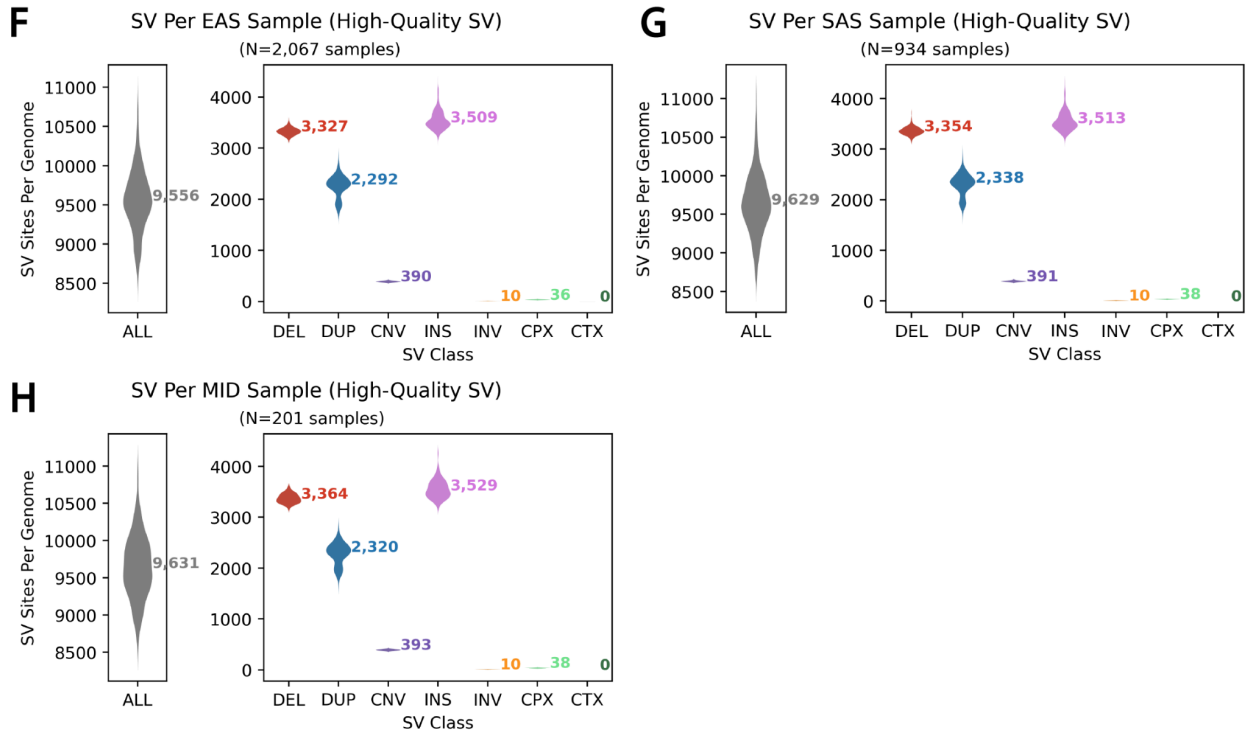 F
SV Per EAS Sample (High-Quality SV)
(N=2,067 samples)
SV Sites Per Genome
11000
10500
10000
9500
9000
8500
9,556
ALL
4000
3000
2000
1000
0
3,327
2,292
390
3,509
10
36
0
DEL DUP CNV INS INV CPX CTX
SV Class
G
SV Per SAS Sample (High-Quality SV)
(N=934 samples)
SV Sites Per Genome
11000
10500
10000
9500
9000
8500
9,629
ALL
4000
3000
2000
1000
0
3,354
2,338
391
3,513
10
38
0
DEL DUP CNV INS INV CPX CTX
SV Class
H
SV Per MID Sample (High-Quality SV)
(N=201 samples)
SV Sites Per Genome
11000
10500
10000
9500
9000
8500
9,631
ALL
4000
3000
2000
1000
0
3,364
2,320
393
3,529
10
38
0
DEL DUP CNV INS INV CPX CTX
SV Class